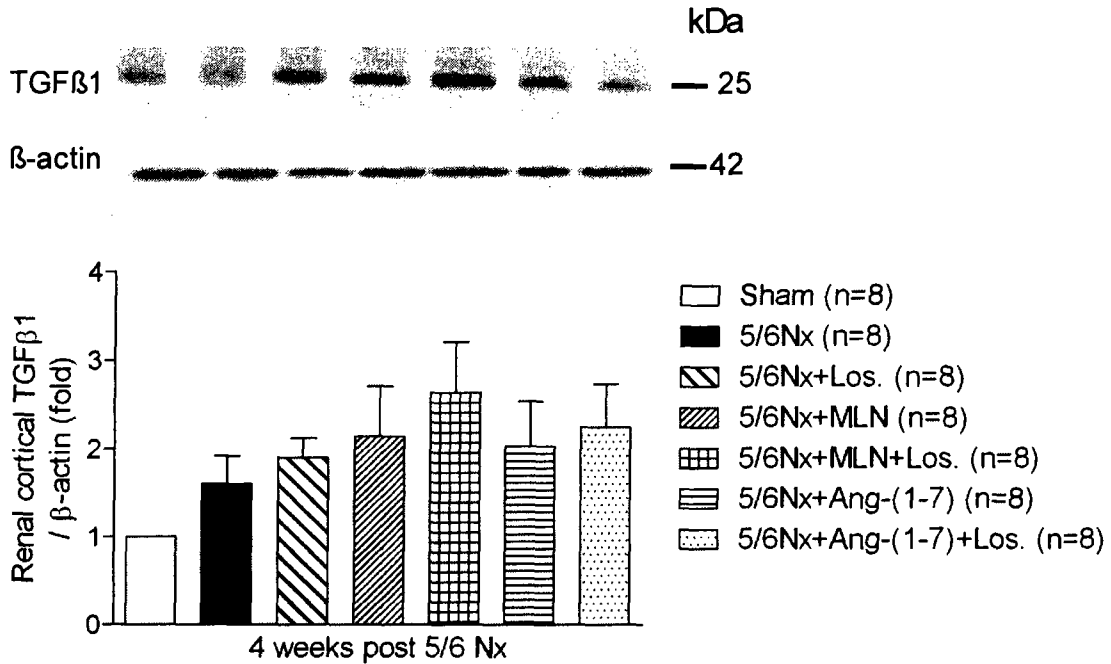 kDa
TGFß1
25
ß-actin
42
Renal cortical TGFβ1
/ β-actin (fold)
4
3
2
1
0
4 weeks post 5/6 Nx
Sham (n=8)
5/6Nx (n=8)
5/6Nx+Los. (n=8)
5/6Nx+MLN (n=8)
5/6Nx+MLN+Los. (n=8)
5/6Nx+Ang-(1-7) (n=8)
5/6Nx+Ang-(1-7)+Los. (n=8)